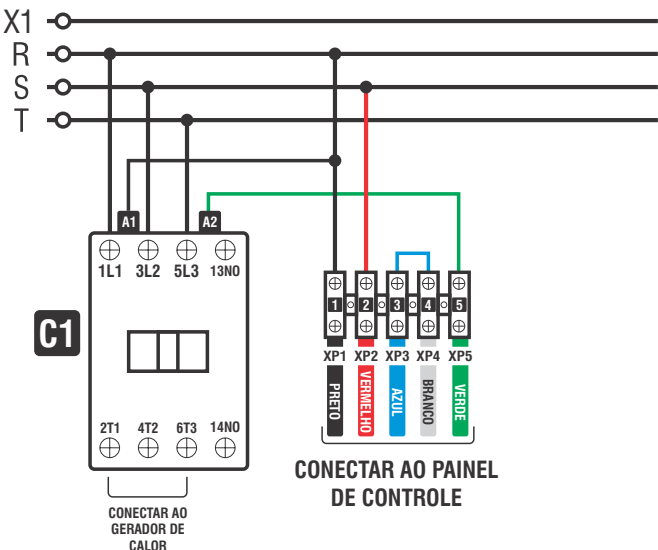 X1
R
S
T
A1 A2
1L1 3L2 5L3 13NO
C1
1 2 3 4 5
XP1 XP2 XP3 XP4 XP5
PRETO
VERMELHO
AZUL
BRANCO
VERDE
2T1 4T2 6T3 14NO
CONECTAR AO PAINEL
DE CONTROLE
CONECTAR AO
GERADOR DE
CALOR